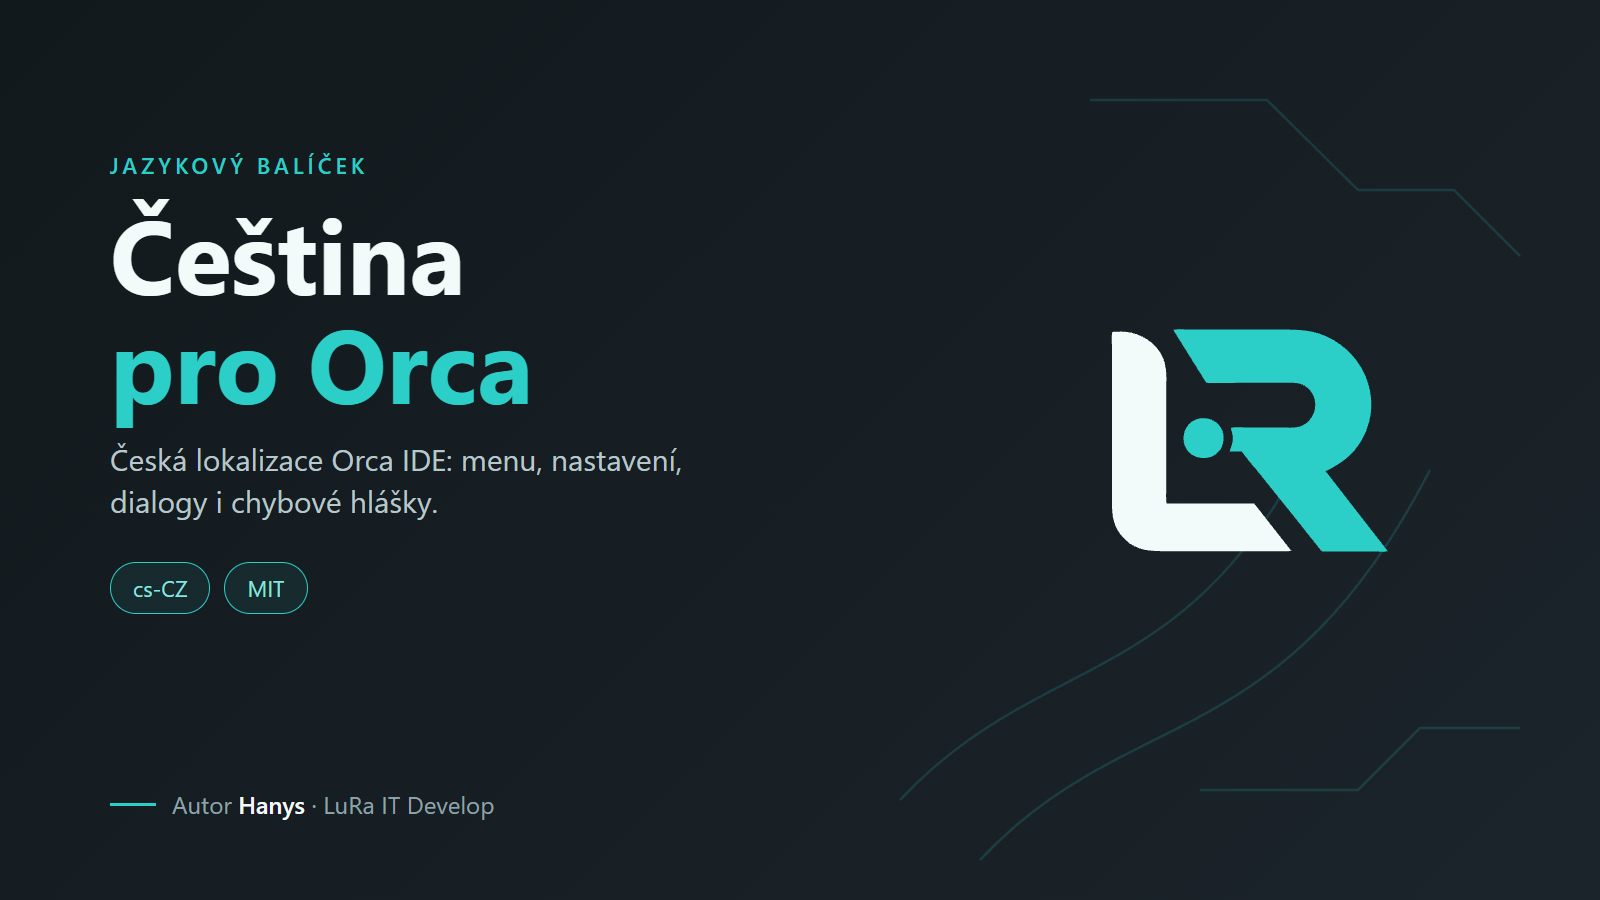 JAZYKOVÝ BALÍČEK
Čeština
pro Orca
Česká lokalizace Orca IDE: menu, nastavení,
dialogy i chybové hlášky.
cs-CZ
MIT
LR
Autor Hanys · LuRa IT Develop